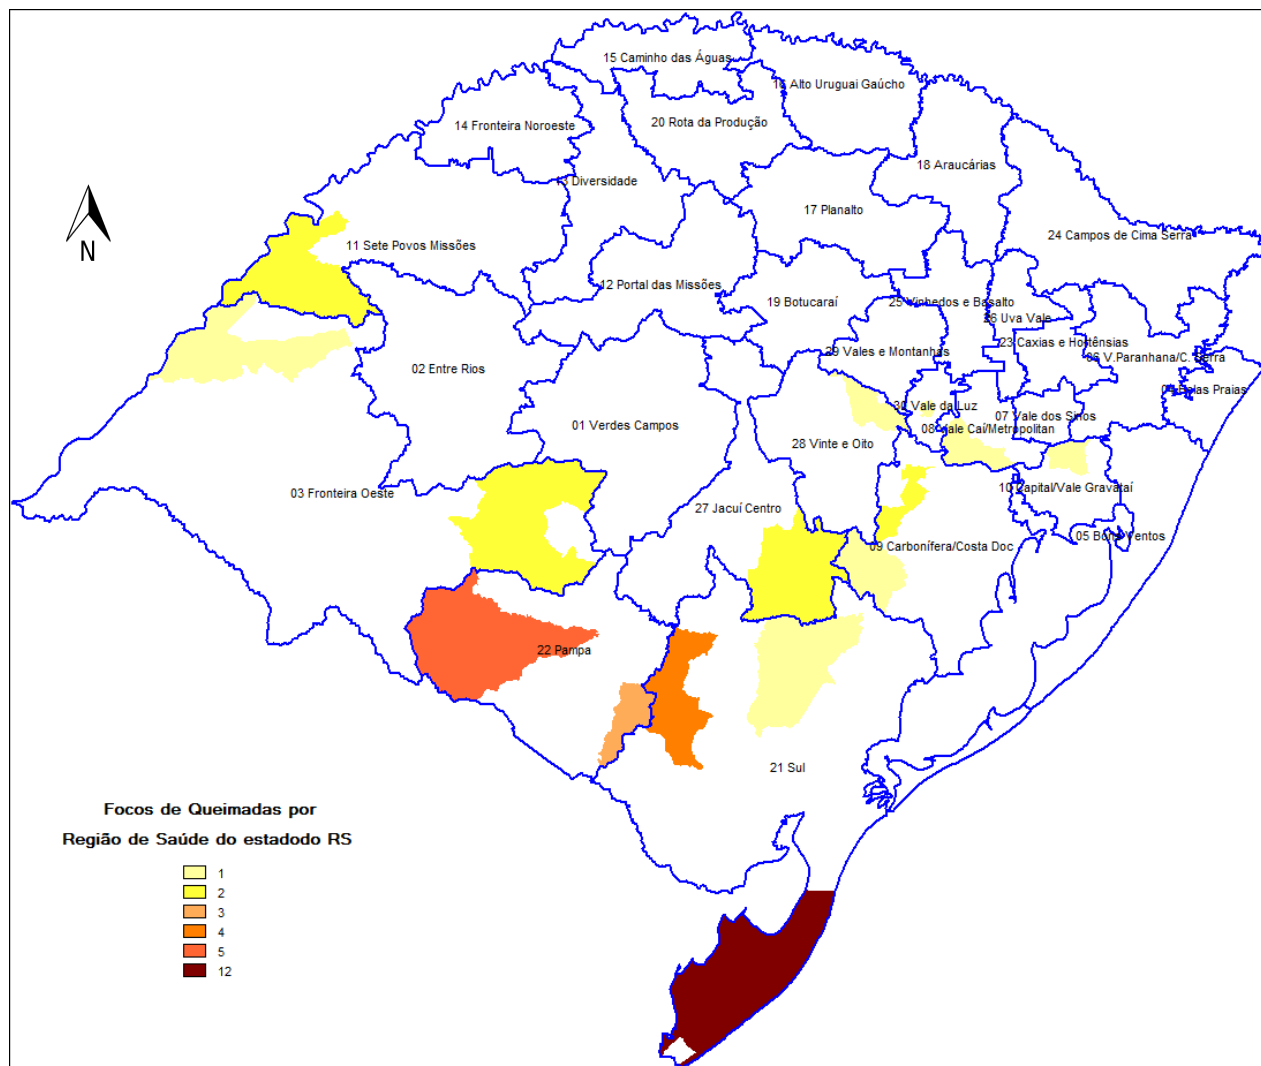 15 Caminho das Águas
16 Alto Uruguai Gaúcho
20 Rota da Produção
14 Fronteira Noroeste
18 Araucárias
13 Diversidade
17 Planalto
24 Campos de Cima Serra
11 Sete Povos Missões
N
12 Portal das Missões
19 Botucaraí
25 Vinhedos e Basalto
26 Uva Vale
23 Caxias e Hortênsias
29 Vales e Montanhas
06 V.Paranhana/C. Serra
02 Entre Rios
04 Belas Praias
30 Vale da Luz
07 Vale dos Sinos
01 Verdes Campos
08 Vale Caí/Metropolitan
28 Vinte e Oito
10 Capital/Vale Gravataí
03 Fronteira Oeste
27 Jacuí Centro
05 Bons Ventos
09 Carbonífera/Costa Doc
22 Pampa
21 Sul
Focos de Queimadas por
Região de Saúde do estadodo RS
1
2
3
4
5
12